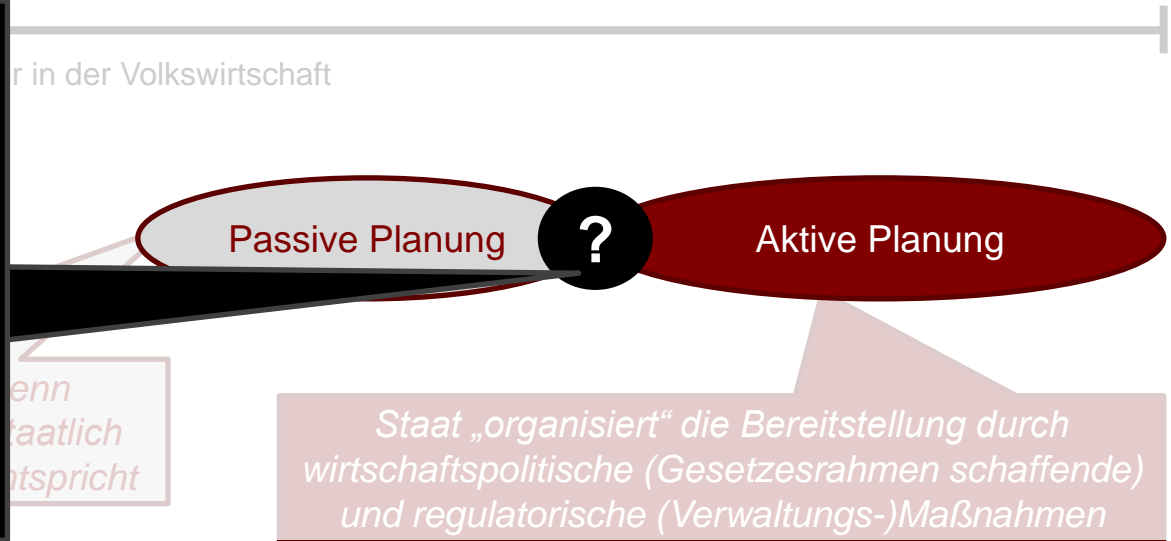 r in der Volkswirtschaft
Passive Planung
?
Aktive Planung
enn
taatlich
ntspricht
Staat „organisiert“ die Bereitstellung durch
wirtschaftspolitische (Gesetzesrahmen schaffende)
und regulatorische (Verwaltungs-)Maßnahmen